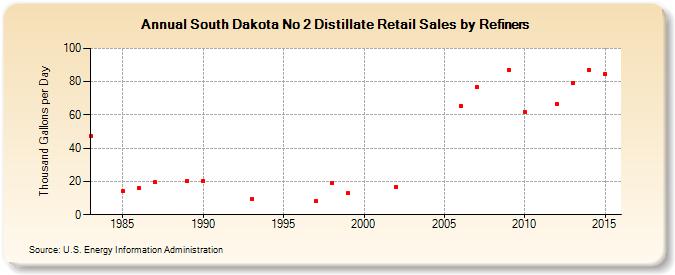 Annual South Dakota No 2 Distillate Retail Sales by Refiners
Thousand Gallons per Day
100
80
60
40
20
0
1985 1990 1995 2000 2005 2010 2015
Source: U.S. Energy Information Administration